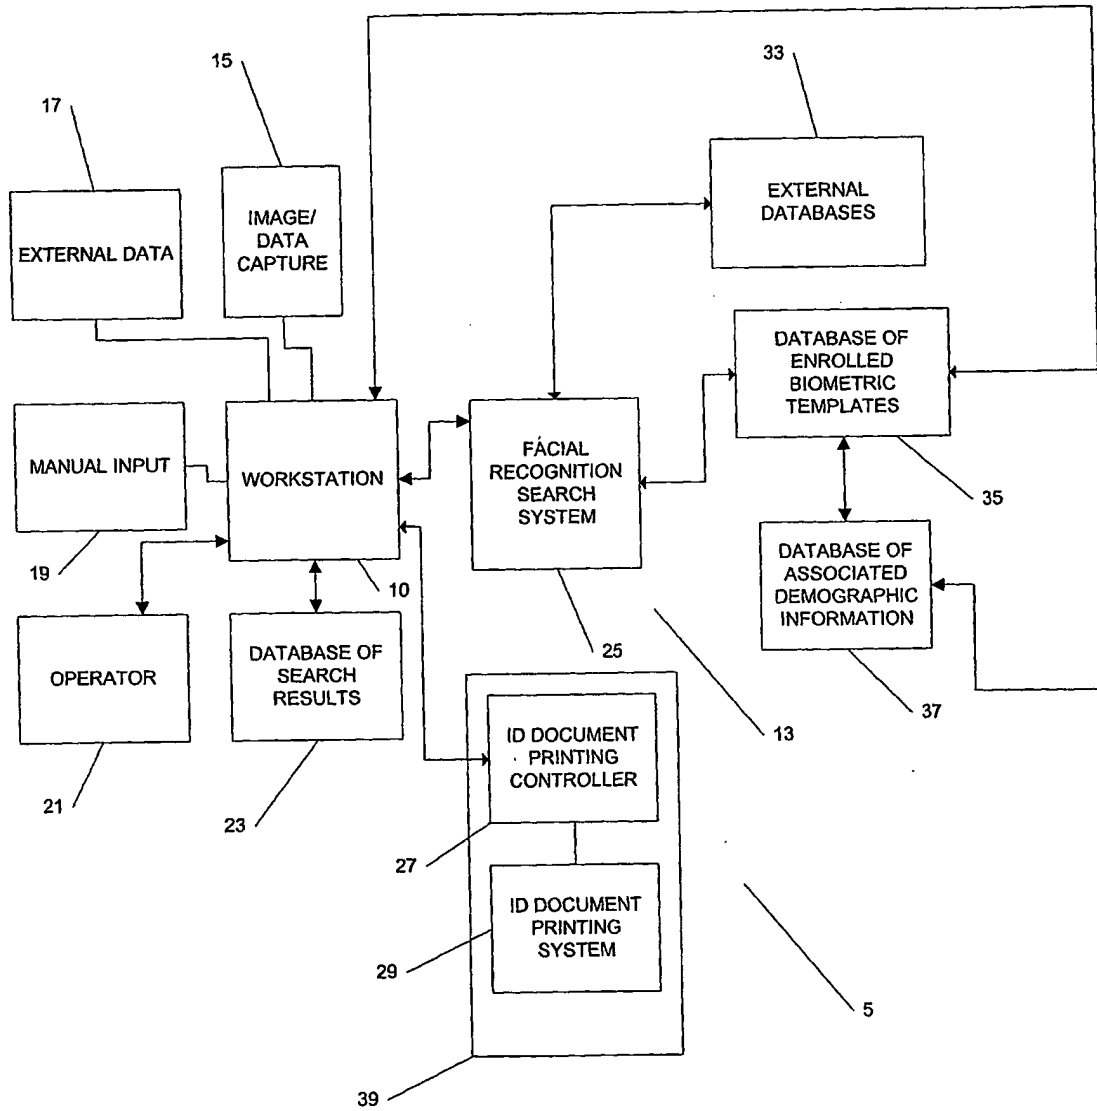 15
33
17
IMAGE/
DATA
CAPTURE
EXTERNAL
DATABASES
EXTERNAL DATA
DATABASE OF
ENROLLED
BIOMETRIC
TEMPLATES
MANUAL INPUT
WORKSTATION
FÁCIAL
RECOGNITION
SEARCH
SYSTEM
35
19
10
DATABASE OF
ASSOCIATED
DEMOGRAPHIC
INFORMATION
25
OPERATOR
DATABASE OF
SEARCH
RESULTS
37
13
ID DOCUMENT
PRINTING
CONTROLLER
21
23
27
ID DOCUMENT
PRINTING
SYSTEM
29
5
39